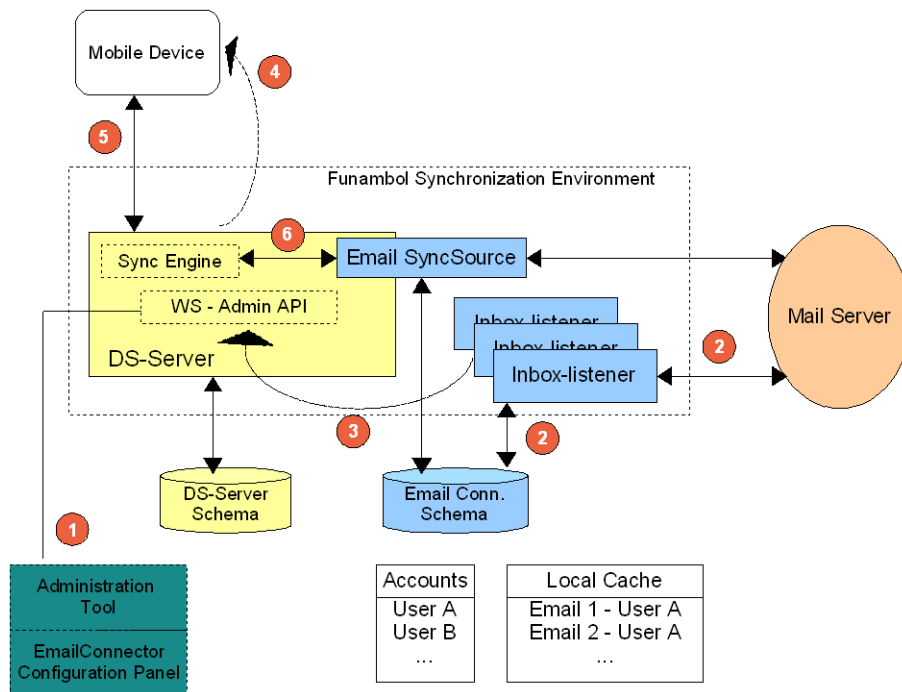 Mobile Device
4
5
Funambol Synchronization Environment
6
Sync Engine
Email SyncSource
WS - Admin API
DS-Server
Inbox-listener
Inbox-listener
Inbox-listener
Mail Server
2
3
2
DS-Server
Schema
Email Conn.
Schema
1
Administration
Tool
EmailConnector
Configuration Panel
Accounts
User A
User B
...
Local Cache
Email 1 - User A
Email 2 - User A
...